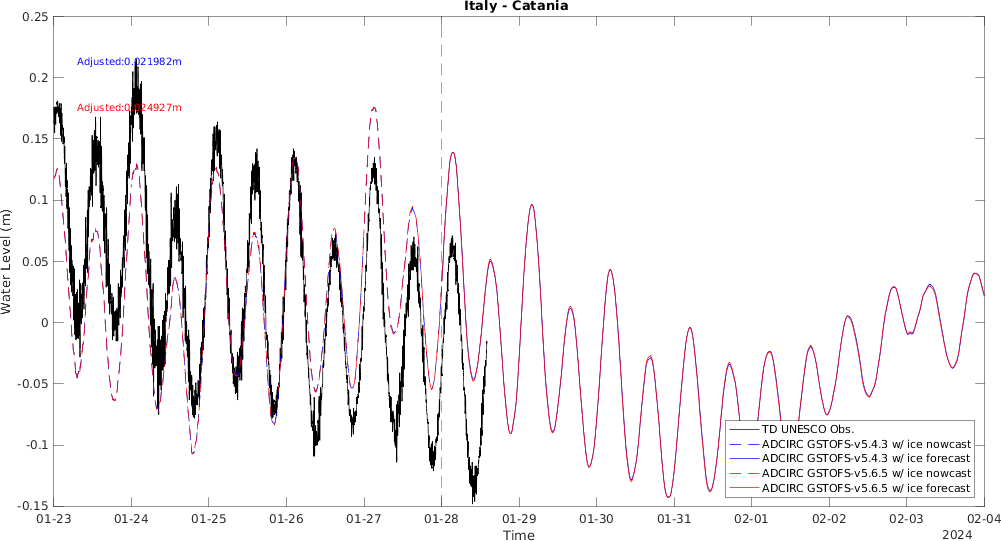 Italy - Catania
0.25
0.2
0.15
0.1
0.05
0
-0.05
-0.1
-0.15
Water Level (m)
Adjusted:0.021982m
Adjusted:0.024927m
TD UNESCO Obs.
ADCIRC GSTOFS-v5.4.3 w/ ice nowcast
ADCIRC GSTOFS-v5.4.3 w/ ice forecast
ADCIRC GSTOFS-v5.6.5 w/ ice nowcast
ADCIRC GSTOFS-v5.6.5 w/ ice forecast
01-23 01-24 01-25 01-26 01-27 01-28 01-29 01-30 01-31 02-01 02-02 02-03 02-04
Time
2024